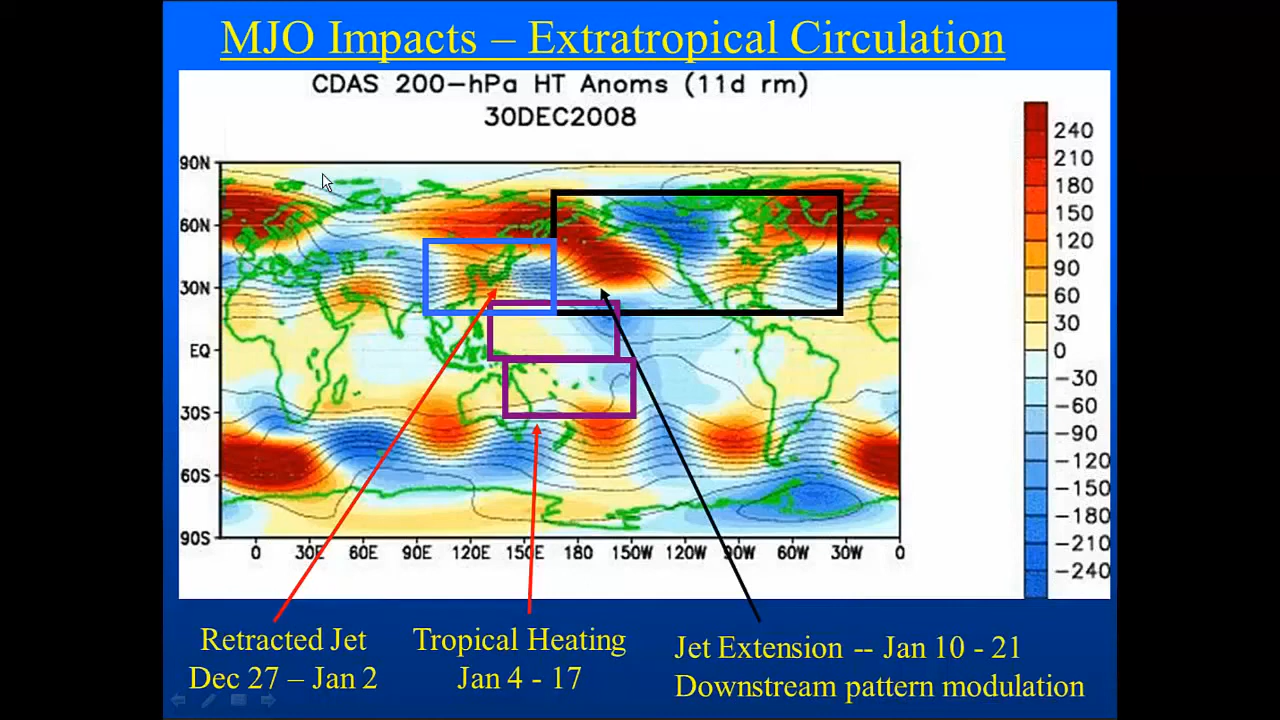 MJO Impacts – Extratropical Circulation
CDAS 200-hPa HT Anoms (11d rm)
30DEC2008
90N
60N
30N
EQ
30S
60S
90S
0 30E 60E 90E 120E 150E 180 150W 120W 90W 60W 30W 0
240
210
180
150
120
90
60
30
0
-30
-60
-90
-120
-150
-180
-210
-240
Retracted Jet
Dec 27 – Jan 2
Tropical Heating
Jan 4 - 17
Jet Extension -- Jan 10 - 21
Downstream pattern modulation